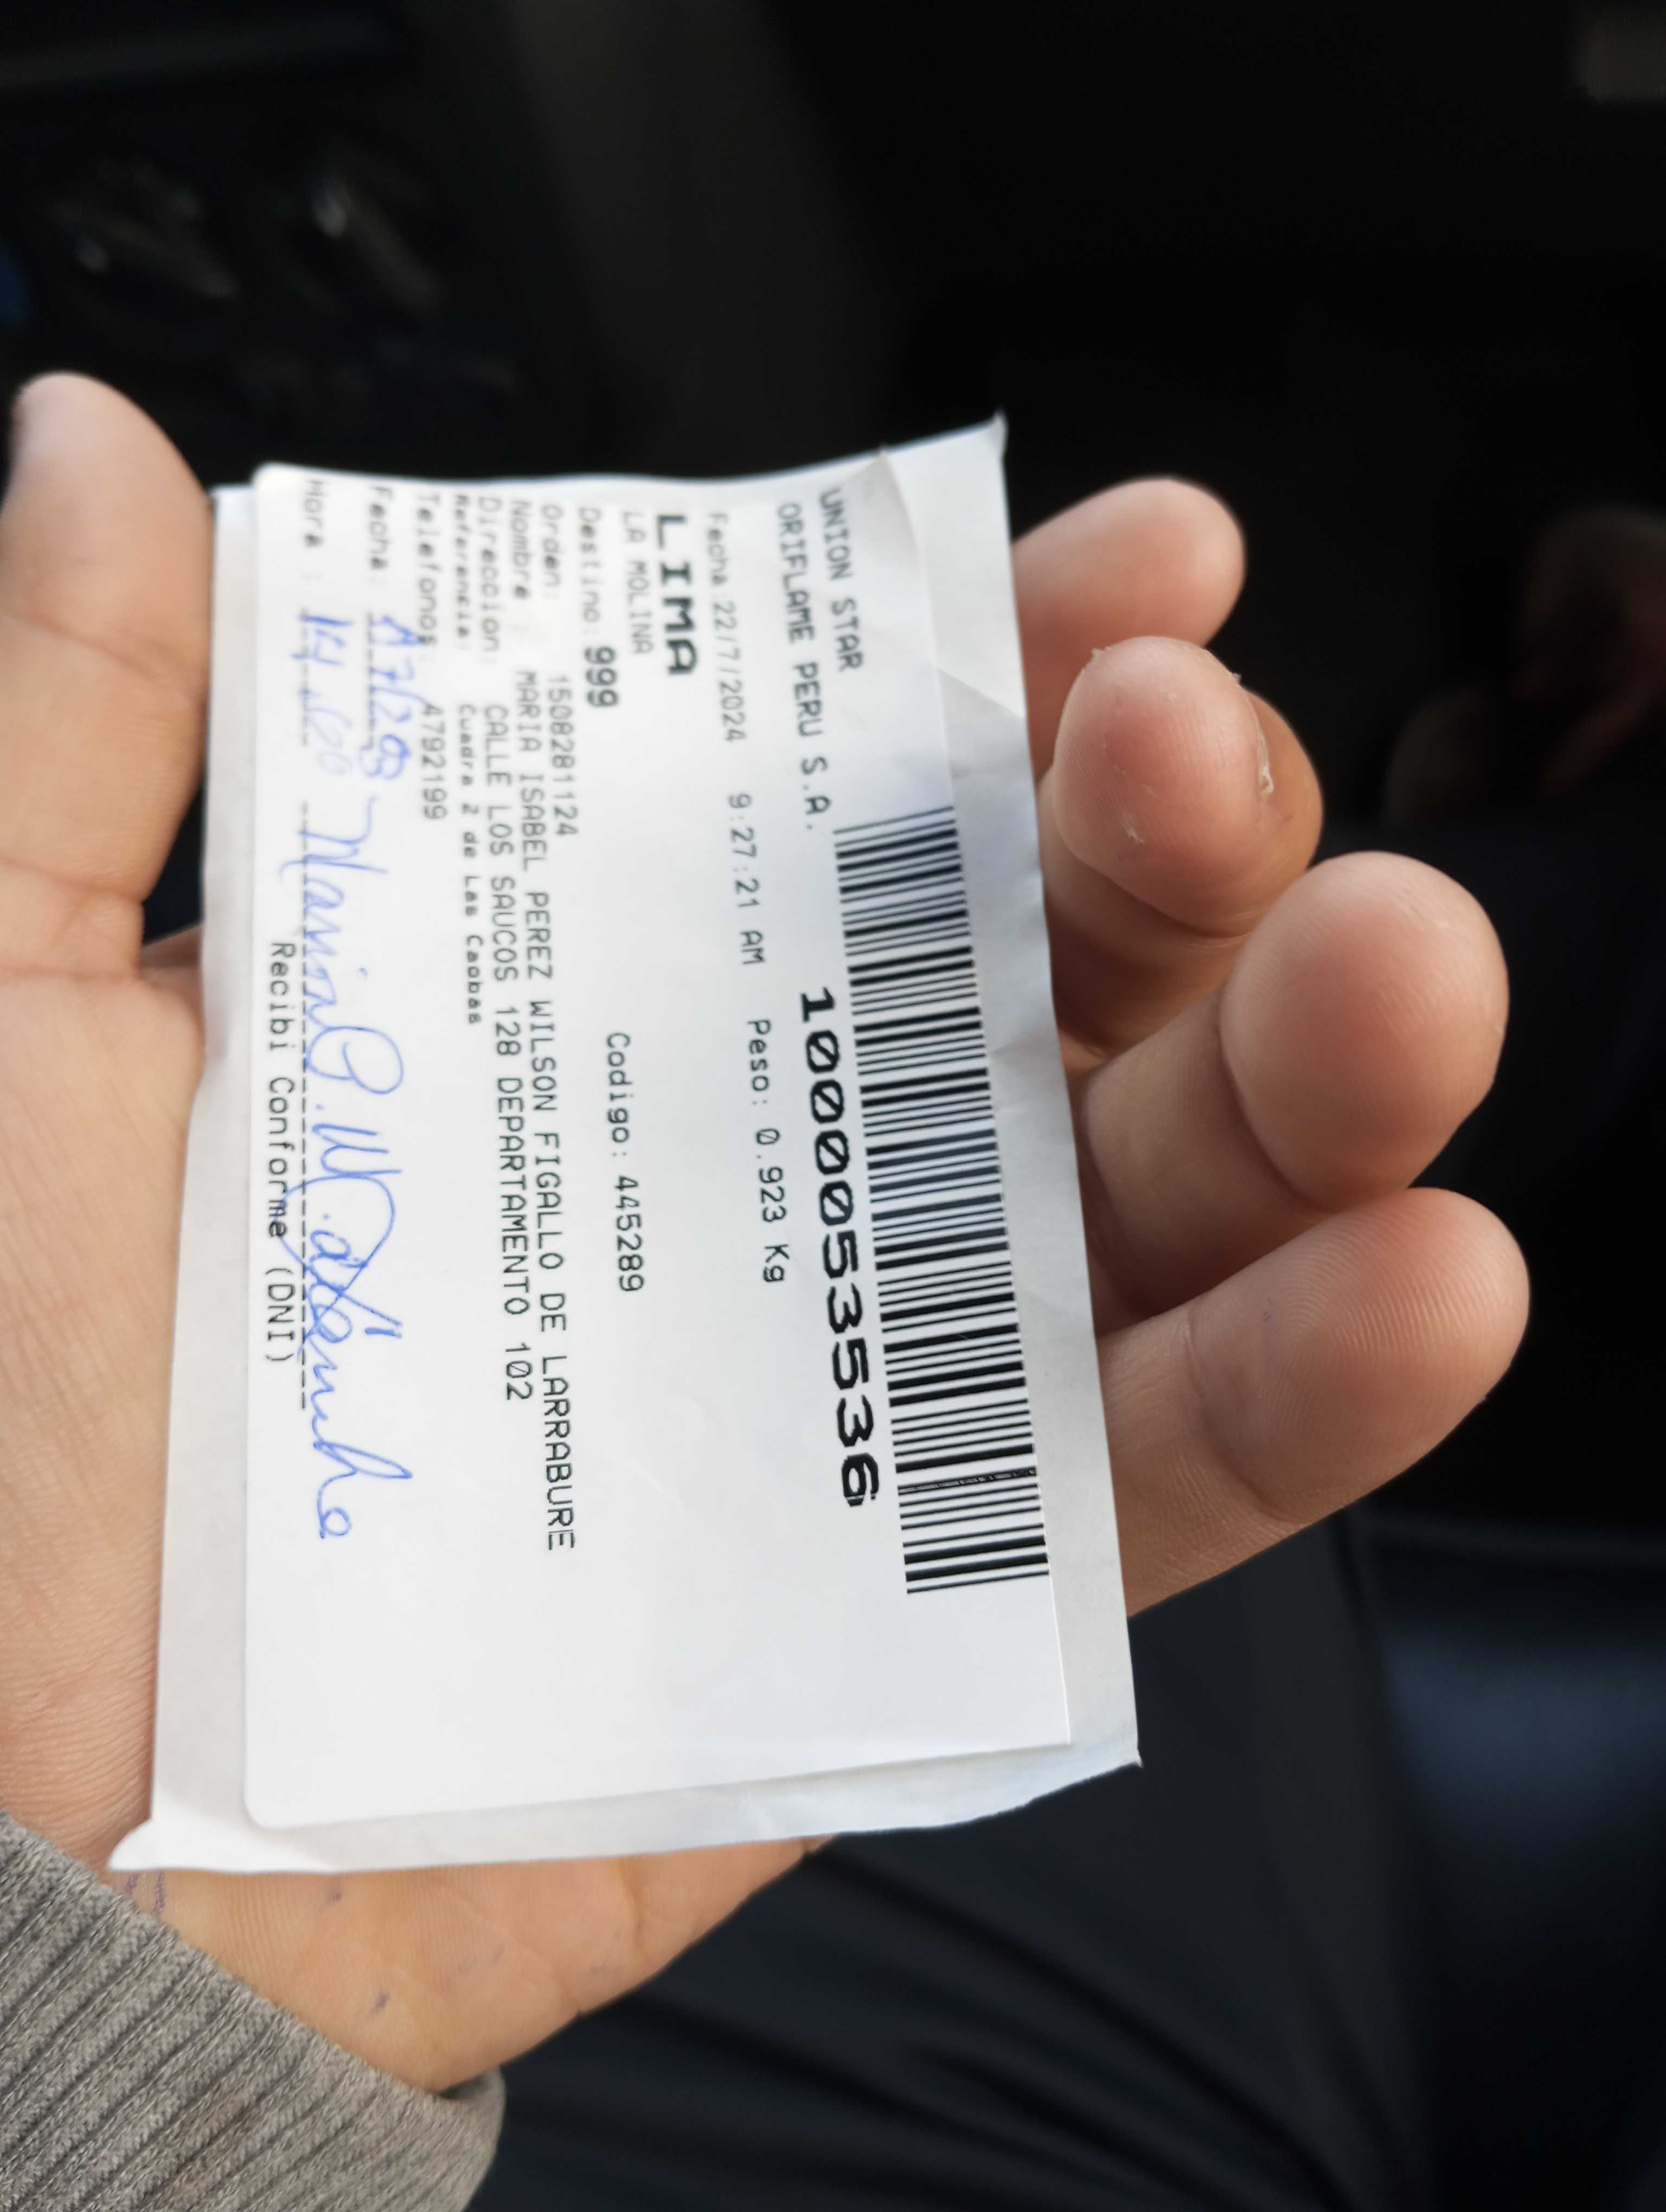 UNION STAR
ORIFLAME PERU S.A.
10000535536
Fecha:22/7/2024 9:27:21 AM Peso: 0.923 Kg
LIMA
LA MOLINA
Destino: 999 Codigo: 445289
Orden: 1508281124
Nombre : MARIA ISABEL PEREZ WILSON FIGALLO DE LARRABURE
Direccion: CALLE LOS SAUCOS 128 DEPARTAMENTO 102
Referencia: Cuadra 2 de Las Caobas
Telefonos: 4792199
Fecha:
Hora :
Recibi Conforme (DNI)